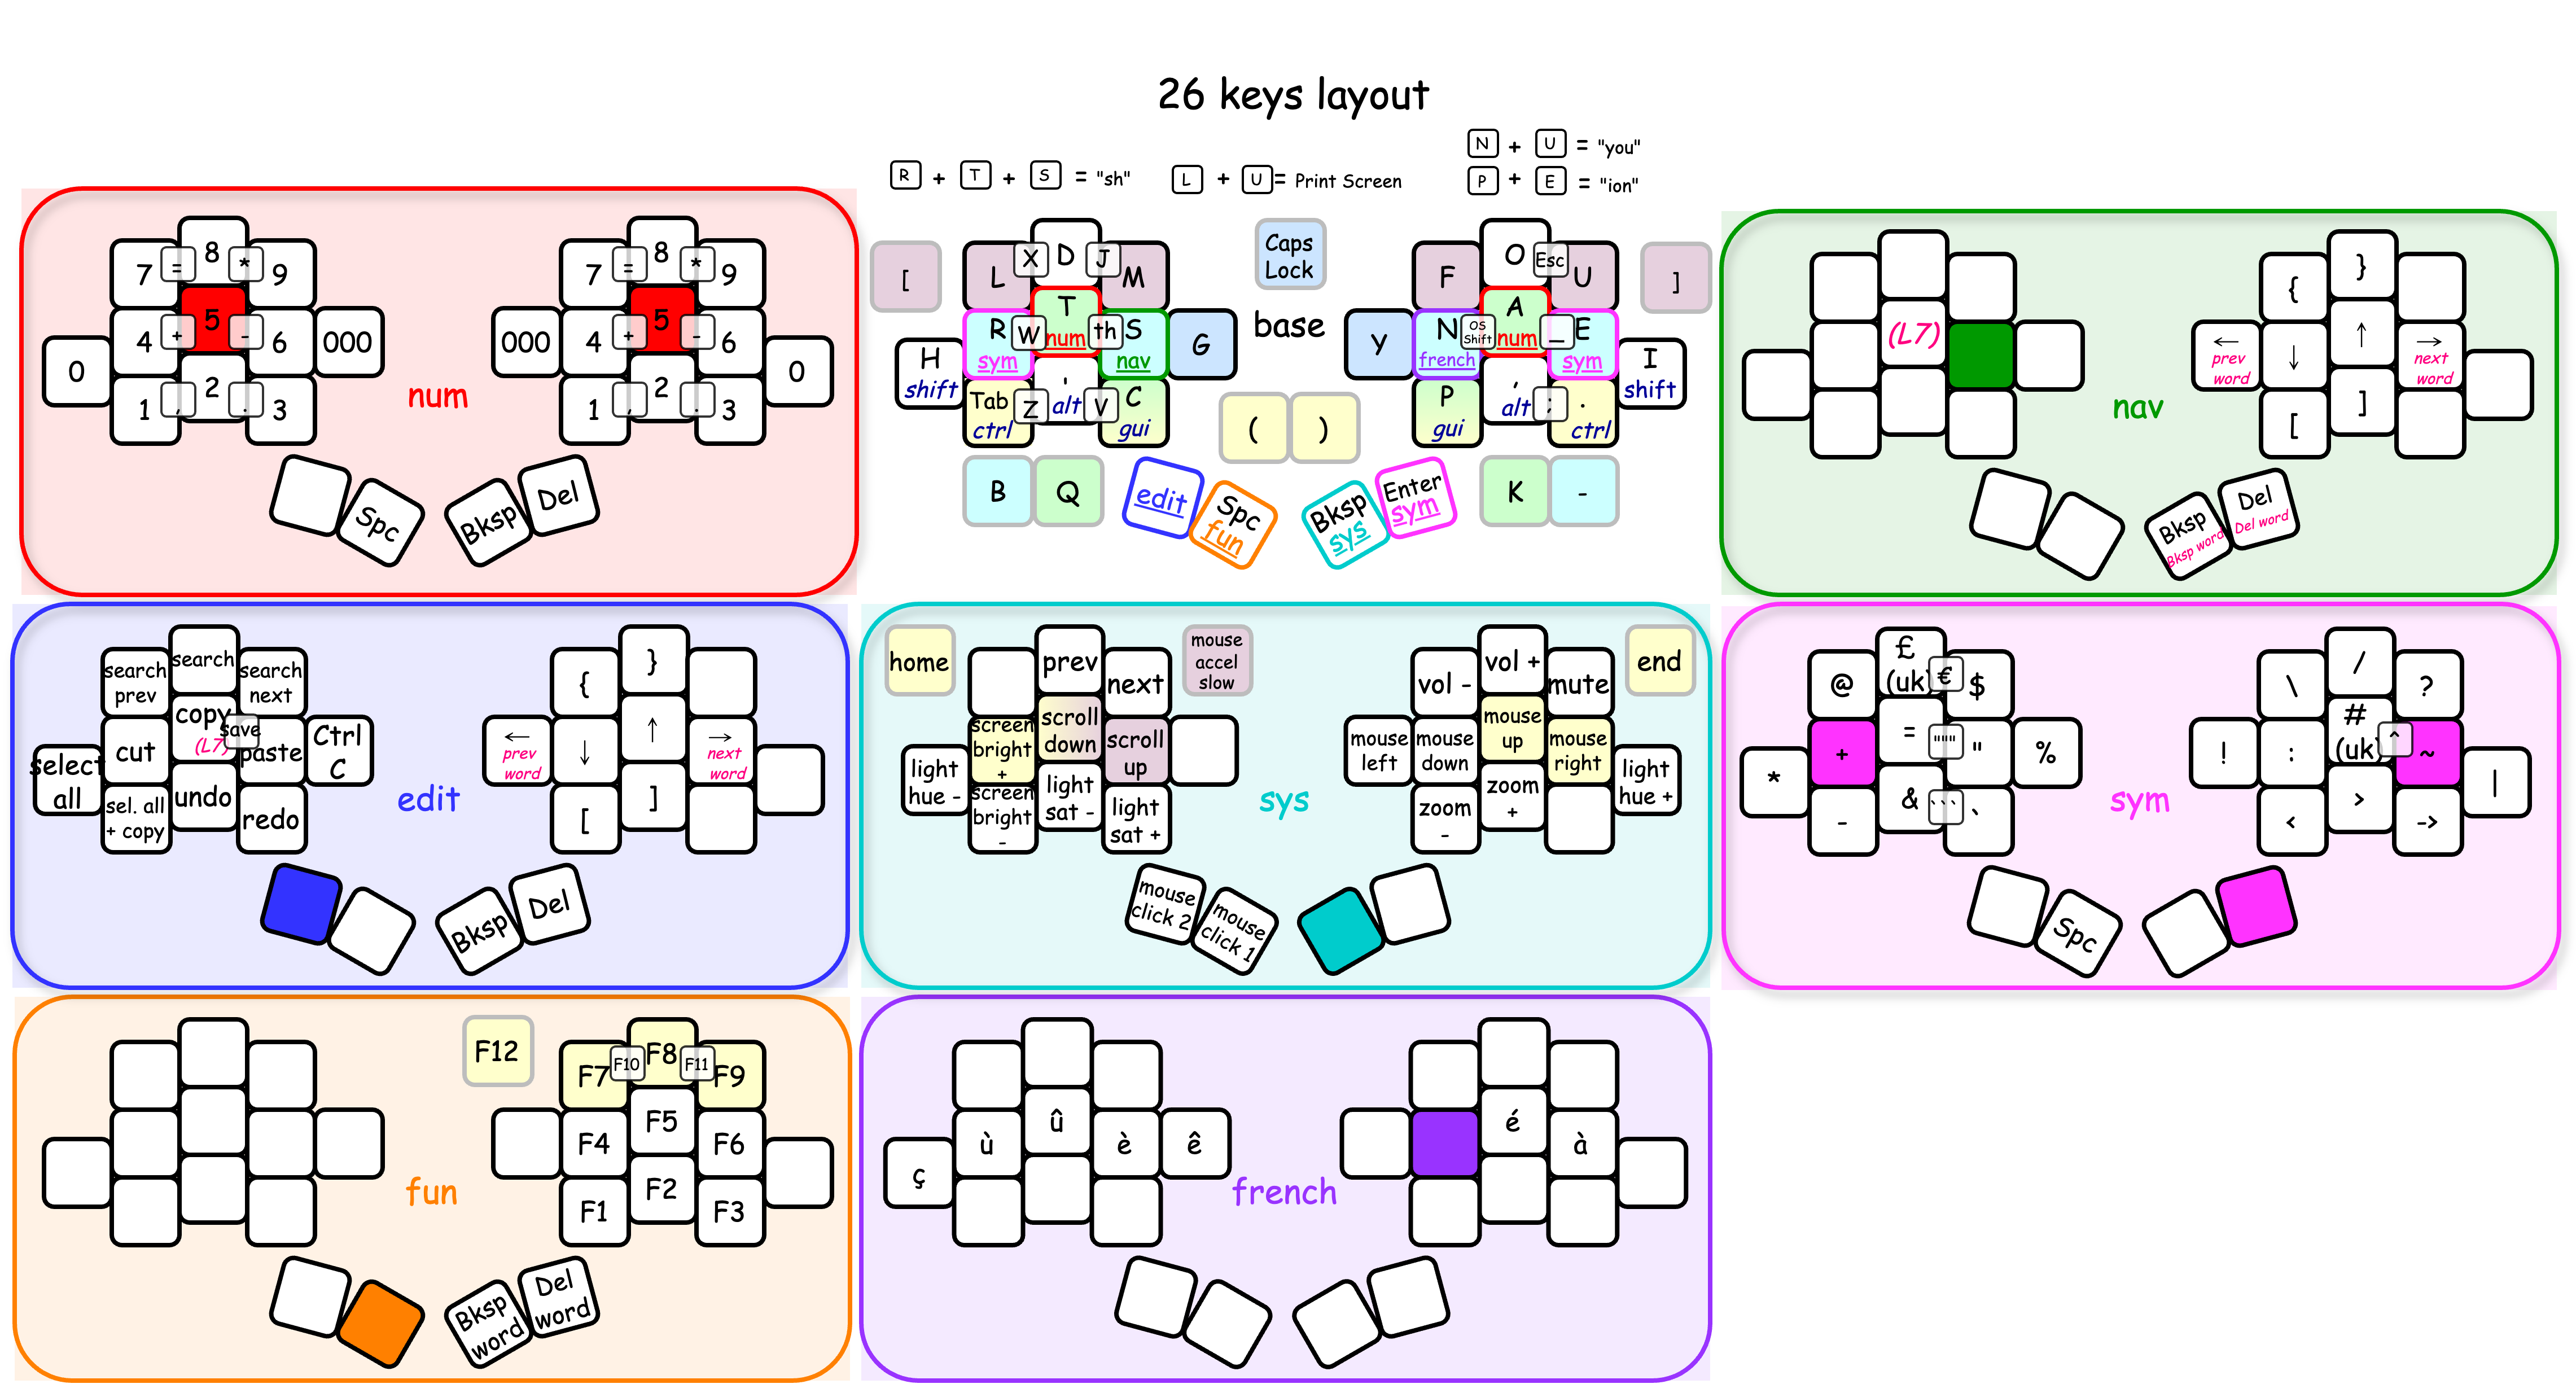 26 keys layout
R + T + S = "sh"
L + U = Print Screen
N + U = "you"
P + E = "ion"
7 = 8 * 9
4 + 5 - 6 000
0
1 , 2 . 3
Spc
num
7 = 8 * 9
000 4 + 5 - 6
0
1 , 2 . 3
Bksp Del
[
L X D J M
R sym W T num th S nav G
H shift
Tab ctrl Z ' alt V C gui
B Q
edit
Spc fun
Caps Lock
base
( )
F O Esc U
]
Y N french OS Shift A num _ E sym
I shift
P gui , alt ; . ctrl
Bksp sys
Enter sym
K -
(L7)
nav
{ }
← prev word ↓ ↑ → next word
[ ]
Bksp Bksp word
Del Del word
search prev search search next
cut copy (L7) save paste Ctrl C
select all
sel. all + copy undo redo
edit
{ }
← prev word ↓ ↑ → next word
[ ]
Bksp Del
home
prev next
mouse accel slow
screen bright + scroll down scroll up
light hue -
screen bright - light sat - light sat +
mouse click 2
mouse click 1
sys
vol - vol + mute
end
mouse left mouse down mouse up mouse right
light hue +
zoom - zoom +
@ £ (uk) € $
+ = """ " %
*
- & ``` `
Spc
sym
\ / ?
! : # (uk) ^ ~
|
< > ->
fun
F12
F7 F10 F8 F11 F9
F4 F5 F6
F1 F2 F3
Bksp word
Del word
ù û è ê
ç
french
é à